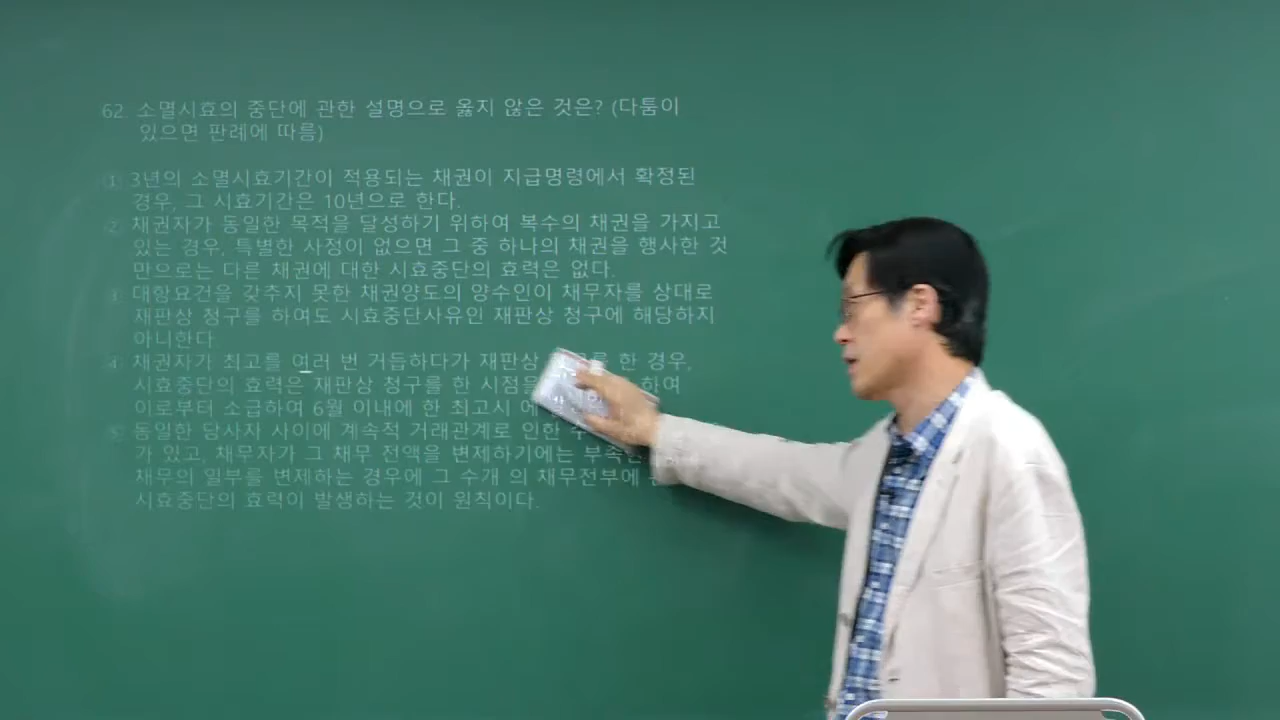 62. 소멸시효의 중단에 관한 설명으로 옳지 않은 것은? (다툼이
있으면 판례에 따름)
① 3년의 소멸시효기간이 적용되는 채권이 지급명령에서 확정된
경우, 그 시효기간은 10년으로 한다.
② 채권자가 동일한 목적을 달성하기 위하여 복수의 채권을 가지고
있는 경우, 특별한 사정이 없으면 그 중 하나의 채권을 행사한 것
만으로는 다른 채권에 대한 시효중단의 효력은 없다.
③ 대항요건을 갖추지 못한 채권양도의 양수인이 채무자를 상대로
재판상 청구를 하여도 시효중단사유인 재판상 청구에 해당하지
아니한다
④ 채권자가 최고를 여러 번 거듭하다가 재판상 한 경우,
시효중단의 효력은 재판상 청구를 한 시점을 하여
이로부터 소급하여 6월 이내에 한 최고시 에
⑤ 동일한 당사자 사이에 계속적 거래관계로 인한
가 있고, 채무자가 그 채무 전액을 변제하기에는
채무의 일부를 변제하는 경우에 그 수개 의 채무전부에
시효중단의 효력이 발생하는 것이 원칙이다.